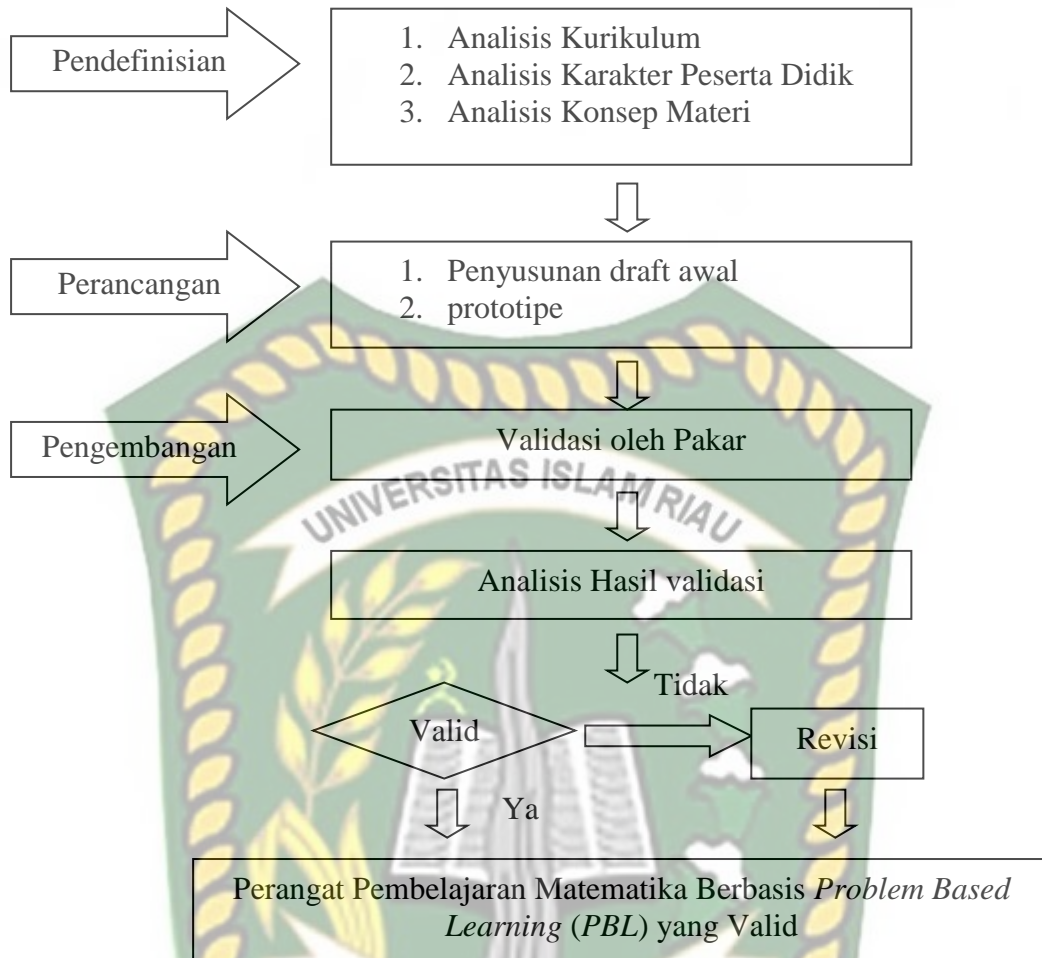 Pendefinisian
1. Analisis Kurikulum
2. Analisis Karakter Peserta Didik
3. Analisis Konsep Materi
Perancangan
1. Penyusunan draft awal
2. prototipe
Pengembangan
Validasi oleh Pakar
UNIVERSITAS ISLAM RIAU
Analisis Hasil validasi
Tidak
Valid
Revisi
Ya
Perangat Pembelajaran Matematika Berbasis Problem Based
Learning (PBL) yang Valid